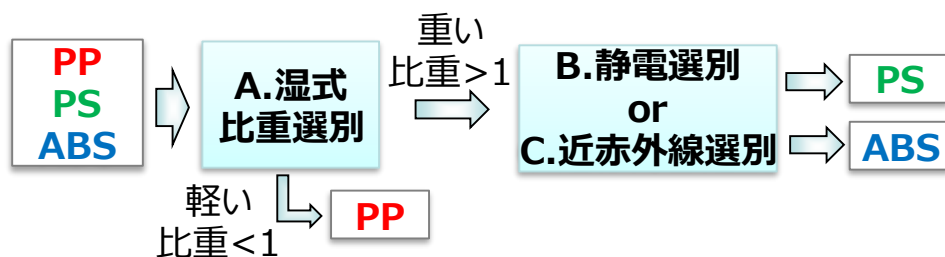 PP
PS
ABS
A.湿式
比重選別
重い
比重>1
B.静電選別
or
C.近赤外線選別
PS
ABS
軽い
比重<1
PP